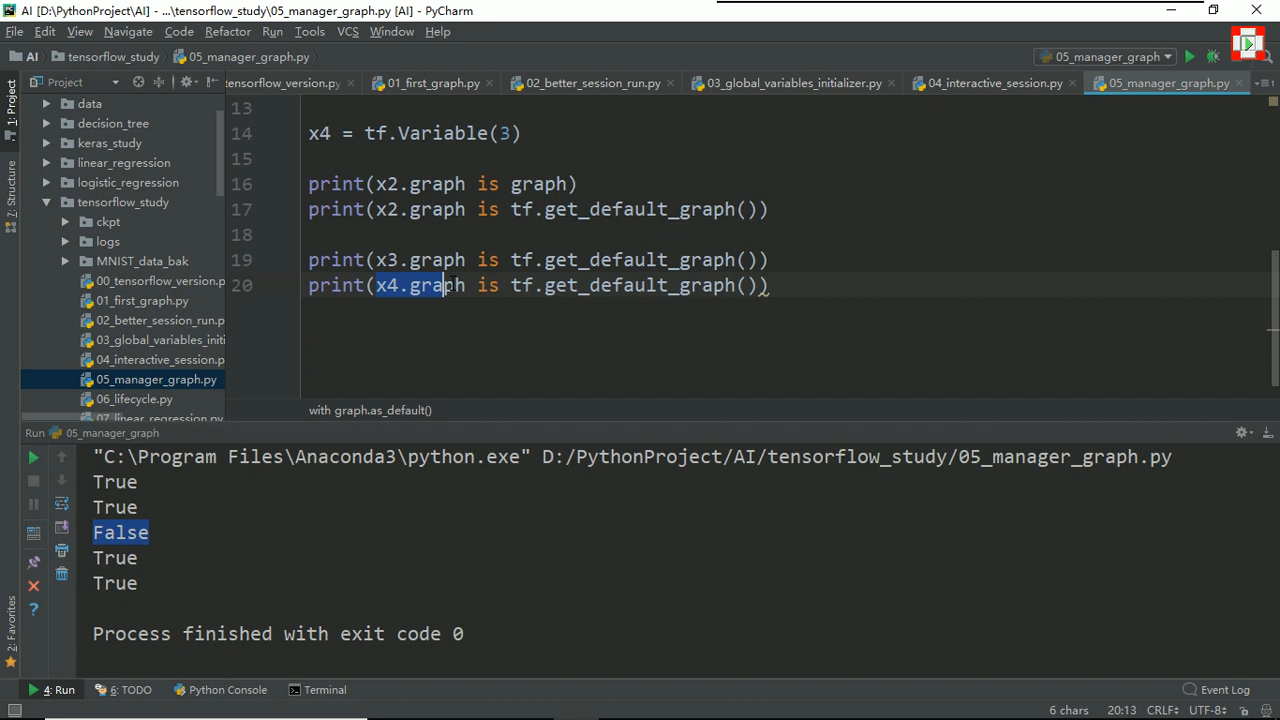 AI [D:\PythonProject\AI] - ...\tensorflow_study\05_manager_graph.py [AI] - PyCharm
File Edit View Navigate Code Refactor Run Tools VCS Window Help
AI tensorflow_study 05_manager_graph.py 05_manager_graph
Project tensorflow_version.py 01_first_graph.py 02_better_session_run.py 03_global_variables_initializer.py 04_interactive_session.py 05_manager_graph.py
1: Project
7: Structure
2: Favorites
data
decision_tree
keras_study
linear_regression
logistic_regression
tensorflow_study
ckpt
logs
MNIST_data_bak
00_tensorflow_version.p
01_first_graph.py
02_better_session_run.p
03_global_variables_initi
04_interactive_session.p
05_manager_graph.py
06_lifecycle.py
07_linear_regression.py
13
14 x4 = tf.Variable(3)
15
16 print(x2.graph is graph)
17 print(x2.graph is tf.get_default_graph())
18
19 print(x3.graph is tf.get_default_graph())
20 print(x4.graph is tf.get_default_graph())
with graph.as_default()
Run 05_manager_graph
"C:\Program Files\Anaconda3\python.exe" D:/PythonProject/AI/tensorflow_study/05_manager_graph.py
True
True
False
True
True
Process finished with exit code 0
4: Run 6: TODO Python Console Terminal Event Log
6 chars 20:13 CRLF÷ UTF-8÷